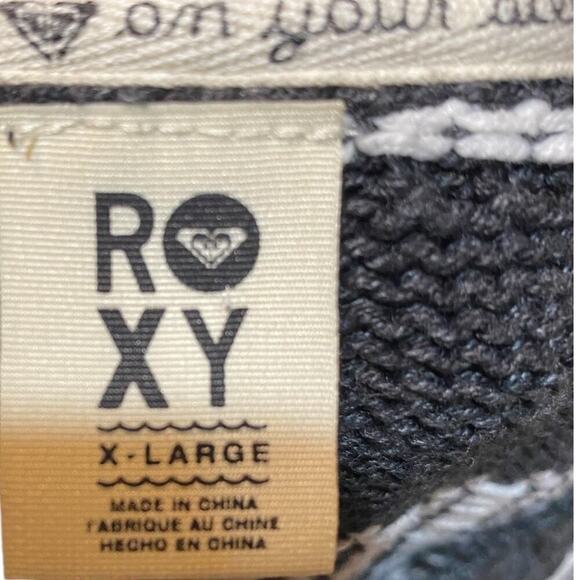 on your
RO
XY
X-LARGE
MADE IN CHINA
FABRIQUE AU CHINE
HECHO EN CHINA